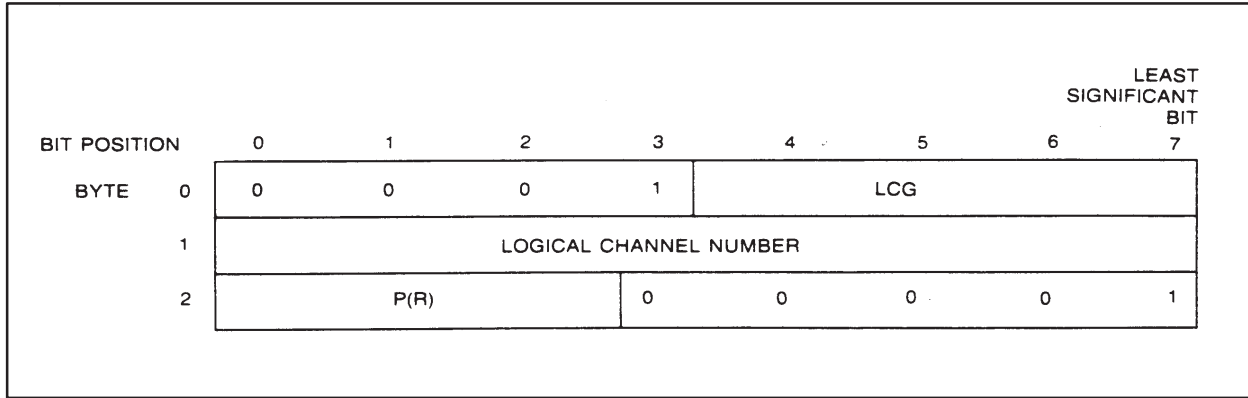 LEAST
SIGNIFICANT
BIT
BIT POSITION 0 1 2 3 4 5 6 7
BYTE 0 0 0 0 1 LCG
1 LOGICAL CHANNEL NUMBER
2 P(R) 0 0 0 0 1